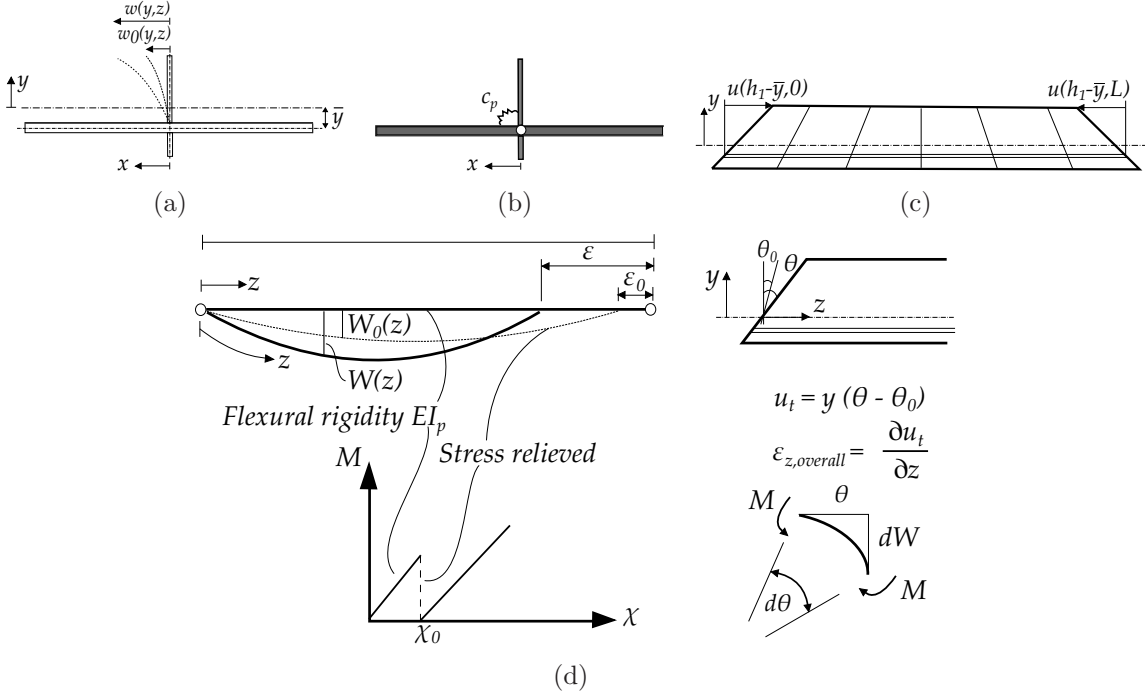 w(y,z)
w0(y,z)
y
y̅
x
(a)
cp
x
(b)
u(h1-y̅,0)
u(h1-y̅,L)
y
(c)
ε
ε0
z
W0(z)
z
W(z)
Flexural rigidity EIp
Stress relieved
M
χ0
χ
θ0
θ
y
z
ut = y (θ - θ0)
εz,overall = ∂ut
∂z
M
θ
dW
M
dθ
(d)